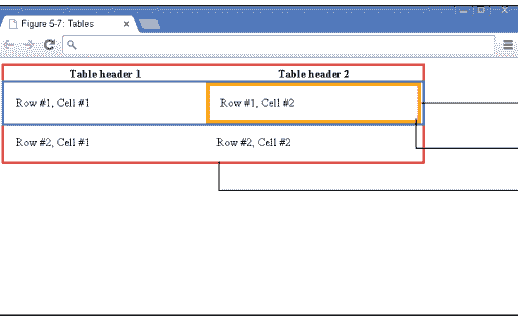 Figure 5-7: Tables
Table header 1 Table header 2
Row #1, Cell #1 Row #1, Cell #2
Row #2, Cell #1 Row #2, Cell #2